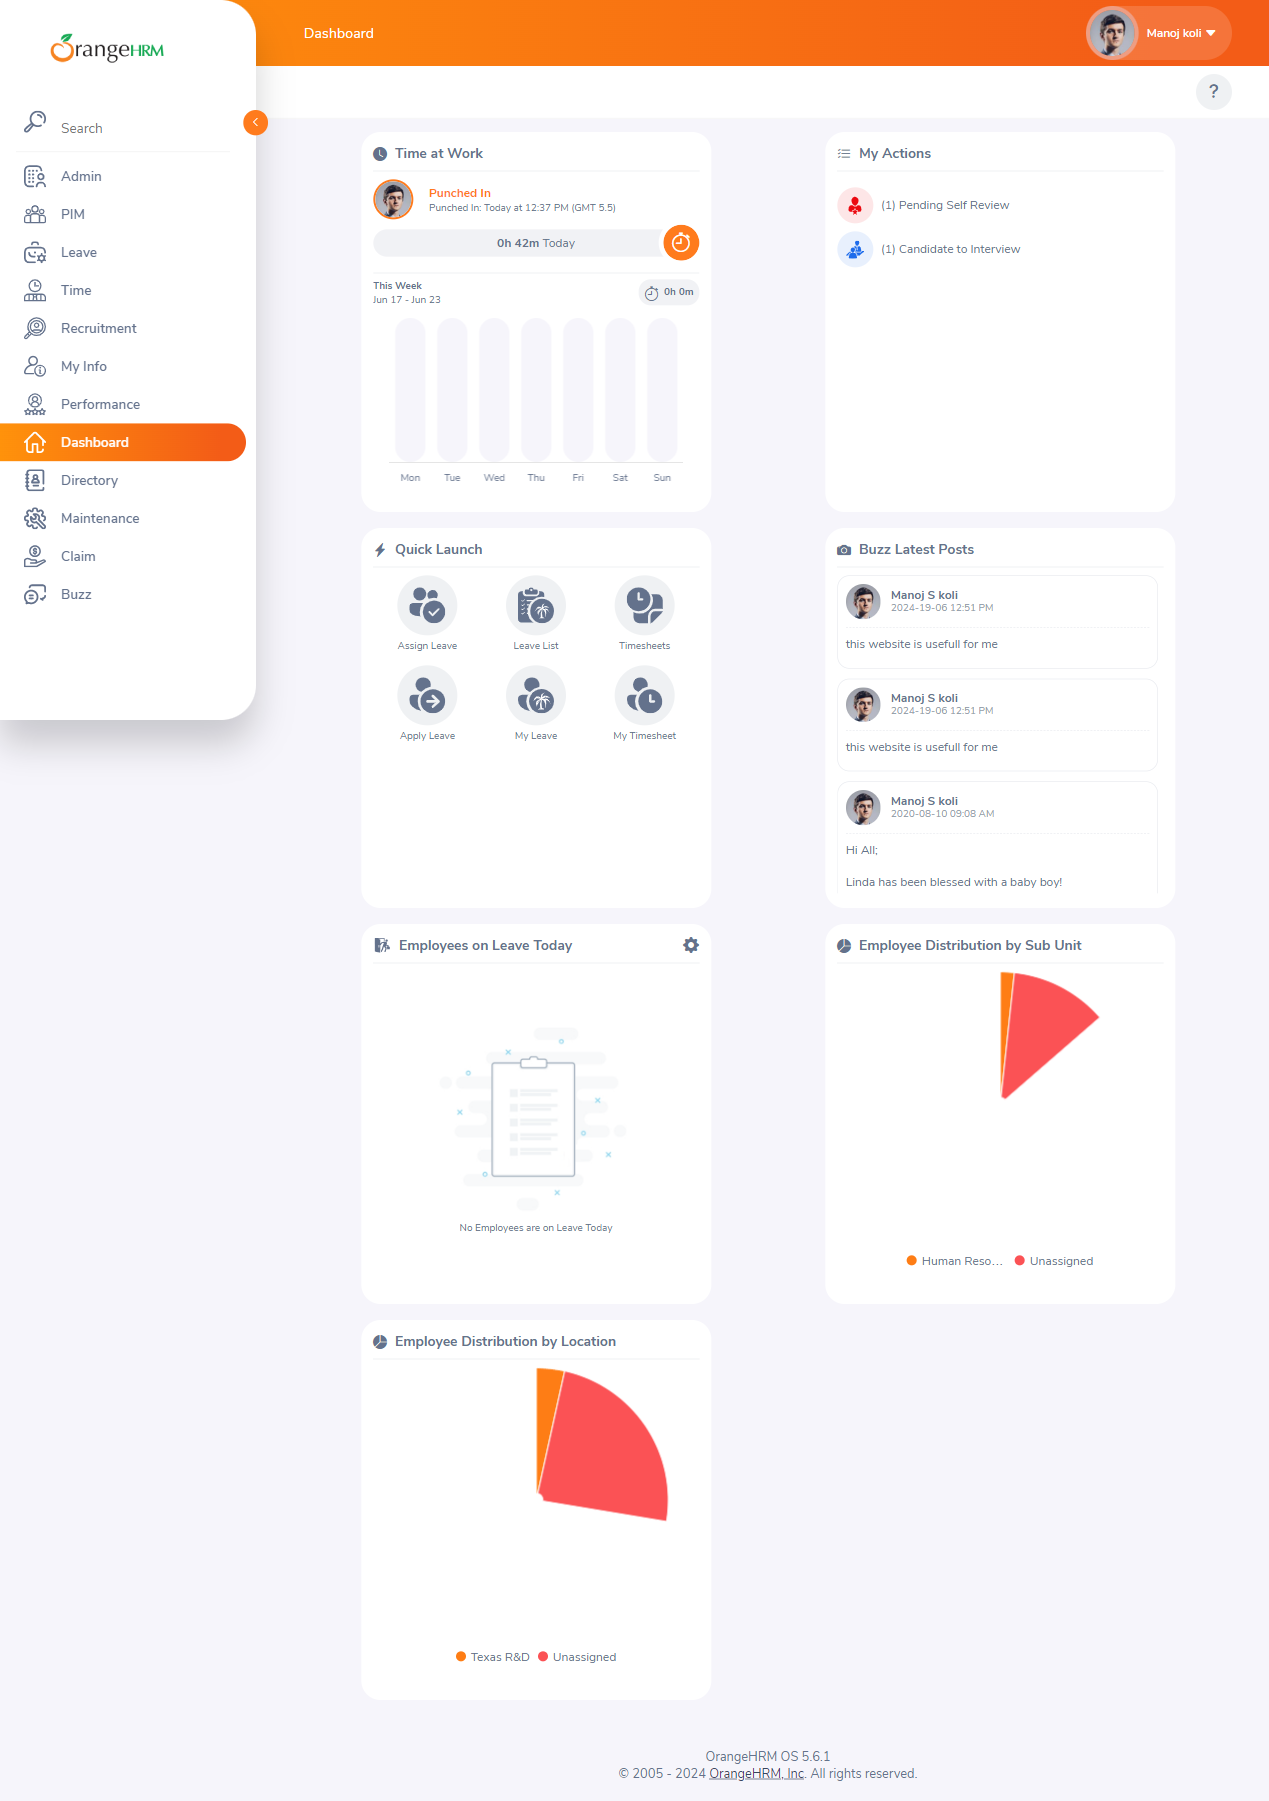 OrangeHRM
Search
Admin
PIM
Leave
Time
Recruitment
My Info
Performance
Dashboard
Directory
Maintenance
Claim
Buzz
Dashboard
Manoj koli
?
Time at Work
Punched In
Punched In: Today at 12:37 PM (GMT 5.5)
0h 42m Today
This Week
Jun 17 - Jun 23
0h 0m
Mon Tue Wed Thu Fri Sat Sun
My Actions
(1) Pending Self Review
(1) Candidate to Interview
Quick Launch
Assign Leave Leave List Timesheets
Apply Leave My Leave My Timesheet
Buzz Latest Posts
Manoj S koli
2024-19-06 12:51 PM
this website is usefull for me
Manoj S koli
2024-19-06 12:51 PM
this website is usefull for me
Manoj S koli
2020-08-10 09:08 AM
Hi All;
Linda has been blessed with a baby boy!
Employees on Leave Today
No Employees are on Leave Today
Employee Distribution by Sub Unit
Human Reso... Unassigned
Employee Distribution by Location
Texas R&D Unassigned
OrangeHRM OS 5.6.1
© 2005 - 2024 OrangeHRM, Inc. All rights reserved.